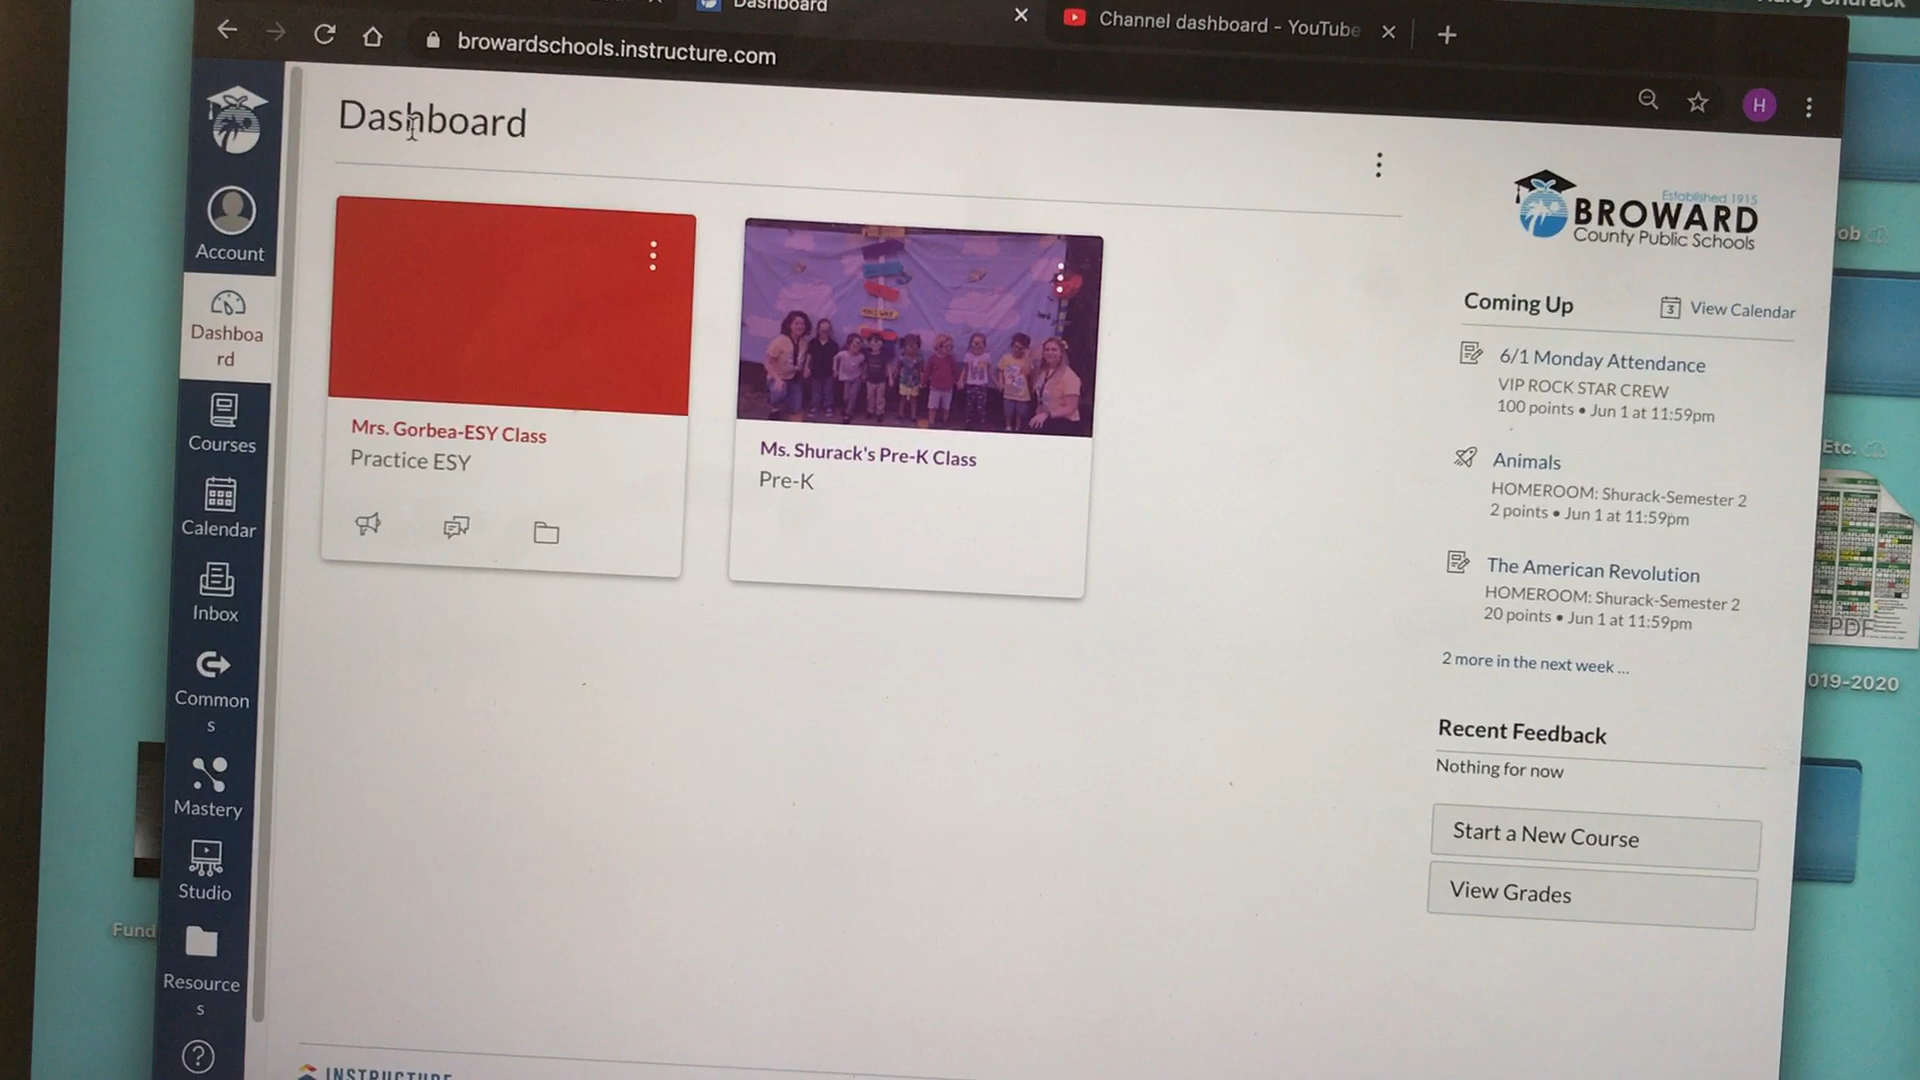 Dashboard
Channel dashboard - YouTube
browardschools.instructure.com
H
Dashboard
Account
Dashboa
rd
Courses
Calendar
Inbox
Common
s
Mastery
Studio
Resource
s
Mrs. Gorbea-ESY Class
Practice ESY
Ms. Shurack's Pre-K Class
Pre-K
Established 1915
BROWARD
County Public Schools
Coming Up
3
View Calendar
6/1 Monday Attendance
VIP ROCK STAR CREW
100 points • Jun 1 at 11:59pm
Animals
HOMEROOM: Shurack-Semester 2
2 points • Jun 1 at 11:59pm
The American Revolution
HOMEROOM: Shurack-Semester 2
20 points • Jun 1 at 11:59pm
2 more in the next week ...
Recent Feedback
Nothing for now
Start a New Course
View Grades
INSTRUCTURE
Fund
ob
Etc.
PDF
019-2020